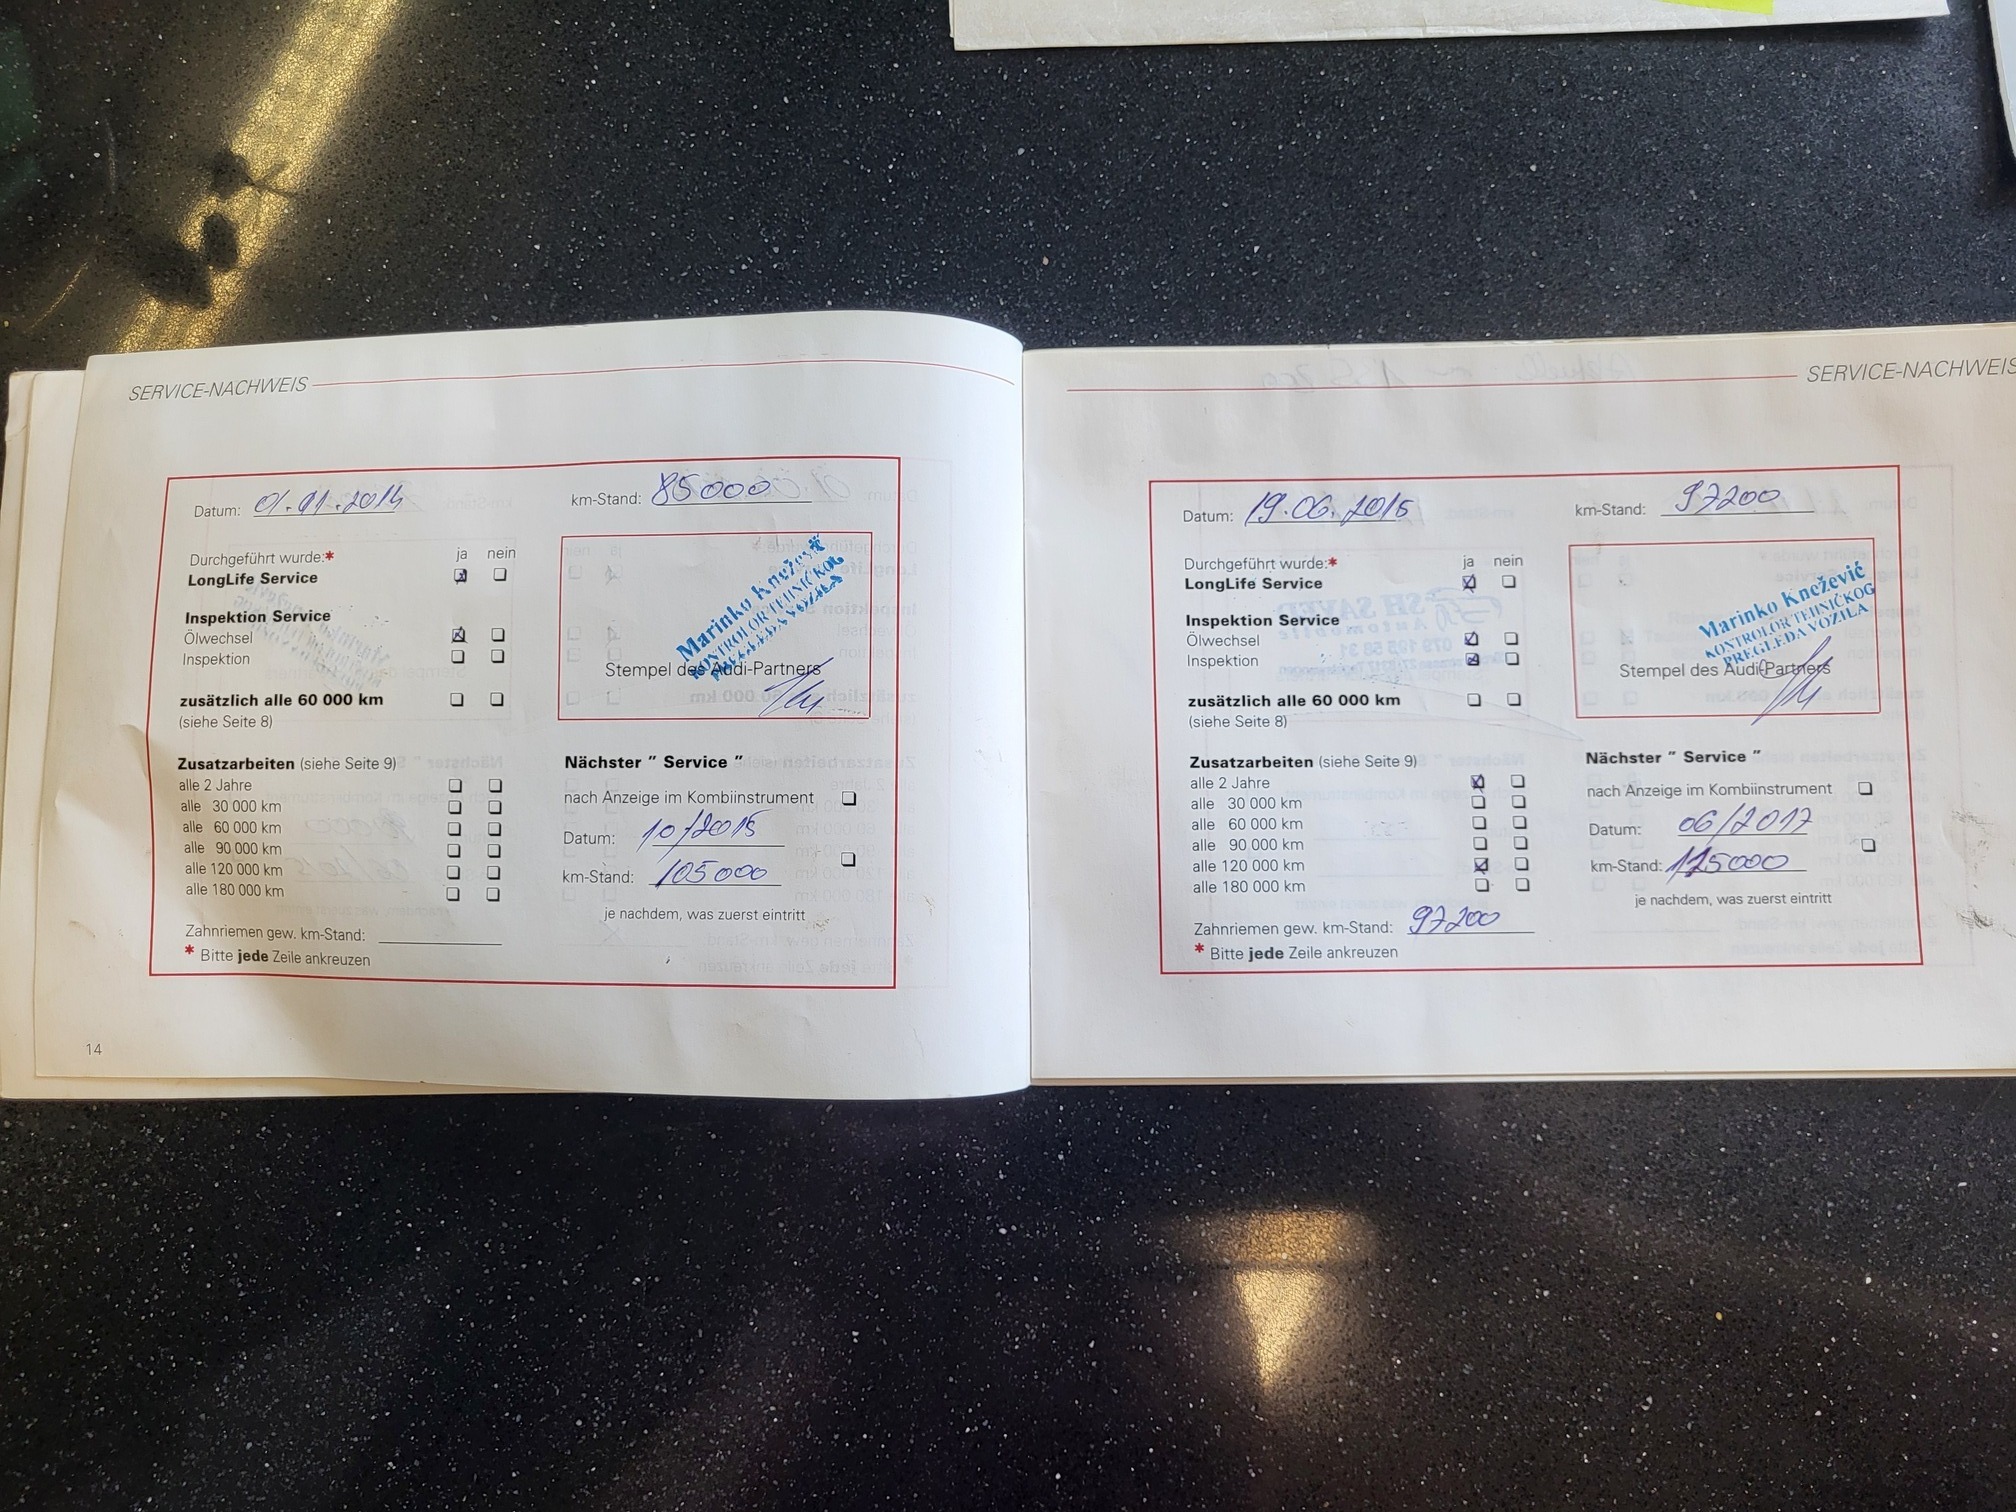 SERVICE-NACHWEIS
Datum: 01.11.2014
km-Stand: 85000
Durchgeführt wurde:* ja nein
LongLife Service
Inspektion Service
Ölwechsel
Inspektion
zusätzlich alle 60 000 km
(siehe Seite 8)
Marinko Knežević
KONTROLOR TEHNIČKOG
PREGLEDA VOZILA
Stempel des Audi-Partners
Zusatzarbeiten (siehe Seite 9)
alle 2 Jahre
alle 30 000 km
alle 60 000 km
alle 90 000 km
alle 120 000 km
alle 180 000 km
Zahnriemen gew. km-Stand:
* Bitte jede Zeile ankreuzen
Nächster " Service "
nach Anzeige im Kombiinstrument
Datum: 10/2015
km-Stand: 105000
je nachdem, was zuerst eintritt
14
SERVICE-NACHWEIS
Datum: 19.06.2015
km-Stand: 97200
Durchgeführt wurde:* ja nein
LongLife Service
Inspektion Service
Ölwechsel
Inspektion
zusätzlich alle 60 000 km
(siehe Seite 8)
Marinko Knežević
KONTROLOR TEHNIČKOG
PREGLEDA VOZILA
Stempel des Audi-Partners
Zusatzarbeiten (siehe Seite 9)
alle 2 Jahre
alle 30 000 km
alle 60 000 km
alle 90 000 km
alle 120 000 km
alle 180 000 km
Zahnriemen gew. km-Stand: 97200
* Bitte jede Zeile ankreuzen
Nächster " Service "
nach Anzeige im Kombiinstrument
Datum: 06/2017
km-Stand: 125000
je nachdem, was zuerst eintritt